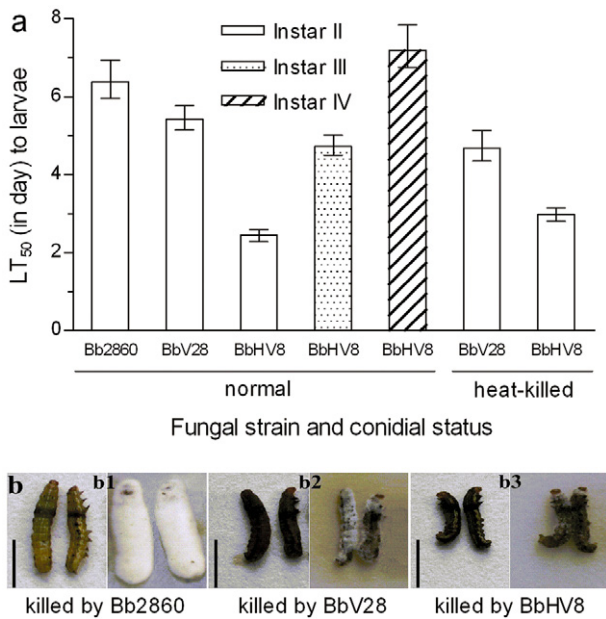 a
Instar II
Instar III
Instar IV
LT50 (in day) to larvae
8
6
4
2
0
Bb2860 BbV28 BbHV8 BbHV8 BbHV8 BbV28 BbHV8
normal heat-killed
Fungal strain and conidial status
b b1 b2 b3
killed by Bb2860 killed by BbV28 killed by BbHV8